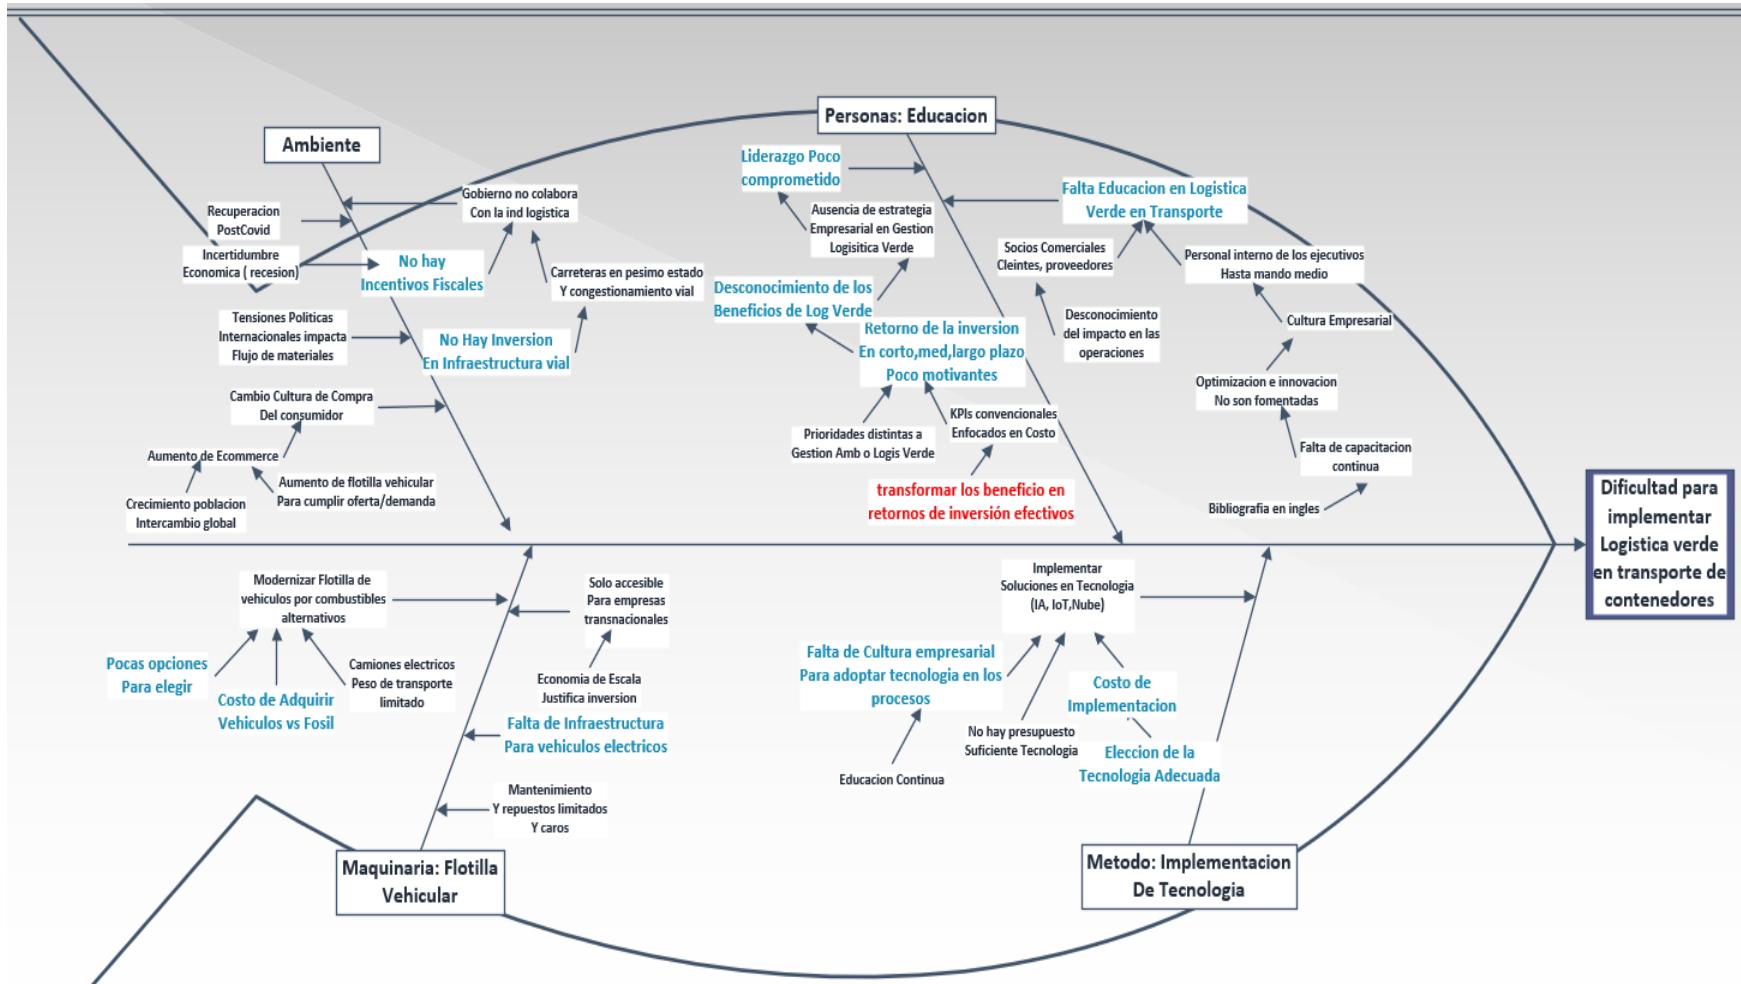 Ambiente
Recuperacion
PostCovid
Incertidumbre
Economica ( recesion)
Gobierno no colabora
Con la ind logistica
No hay
Incentivos Fiscales
Carreteras en pesimo estado
Y congestionamiento vial
Tensiones Politicas
Internacionales impacta
Flujo de materiales
No Hay Inversion
En Infraestructura vial
Cambio Cultura de Compra
Del consumidor
Aumento de Ecommerce
Aumento de flotilla vehicular
Para cumplir oferta/demanda
Crecimiento poblacion
Intercambio global
Personas: Educacion
Liderazgo Poco
comprometido
Ausencia de estrategia
Empresarial en Gestion
Logisitica Verde
Desconocimiento de los
Beneficios de Log Verde
Retorno de la inversion
En corto,med,largo plazo
Poco motivantes
Prioridades distintas a
Gestion Amb o Logis Verde
KPIs convencionales
Enfocados en Costo
transformar los beneficio en
retornos de inversión efectivos
Falta Educacion en Logistica
Verde en Transporte
Socios Comerciales
Cleintes, proveedores
Desconocimiento
del impacto en las
operaciones
Personal interno de los ejecutivos
Hasta mando medio
Cultura Empresarial
Optimizacion e innovacion
No son fomentadas
Falta de capacitacion
continua
Bibliografia en ingles
Dificultad para
implementar
Logistica verde
en transporte de
contenedores
Modernizar Flotilla de
vehiculos por combustibles
alternativos
Pocas opciones
Para elegir
Costo de Adquirir
Vehiculos vs Fosil
Camiones electricos
Peso de transporte
limitado
Solo accesible
Para empresas
transnacionales
Economia de Escala
Justifica inversion
Falta de Infraestructura
Para vehiculos electricos
Mantenimiento
Y repuestos limitados
Y caros
Maquinaria: Flotilla
Vehicular
Implementar
Soluciones en Tecnologia
(IA, IoT,Nube)
Falta de Cultura empresarial
Para adoptar tecnologia en los
procesos
Educacion Continua
No hay presupuesto
Suficiente Tecnologia
Costo de
Implementacion
Eleccion de la
Tecnologia Adecuada
Metodo: Implementacion
De Tecnologia